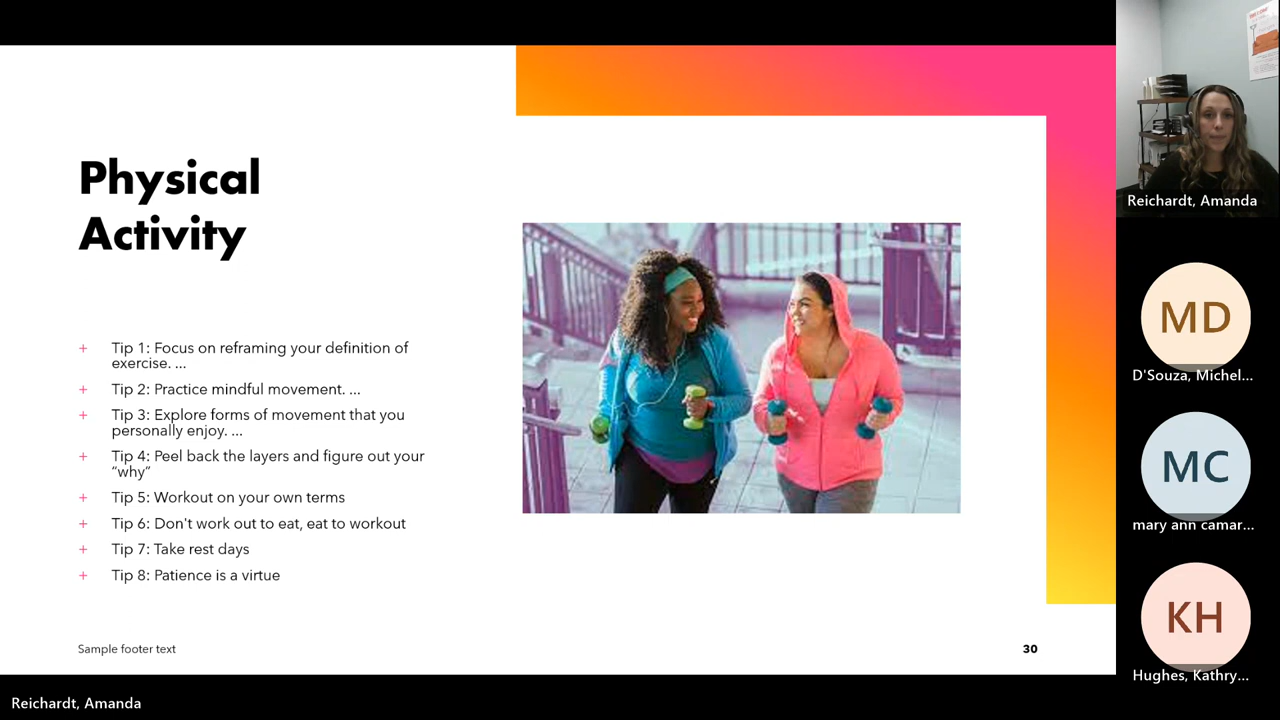 Physical
Activity
+ Tip 1: Focus on reframing your definition of
exercise. ...
+ Tip 2: Practice mindful movement. ...
+ Tip 3: Explore forms of movement that you
personally enjoy. ...
+ Tip 4: Peel back the layers and figure out your
“why”
+ Tip 5: Workout on your own terms
+ Tip 6: Don't work out to eat, eat to workout
+ Tip 7: Take rest days
+ Tip 8: Patience is a virtue
Sample footer text
30
Reichardt, Amanda
MD
D'Souza, Michel...
MC
mary ann camar...
KH
Hughes, Kathry...
Reichardt, Amanda